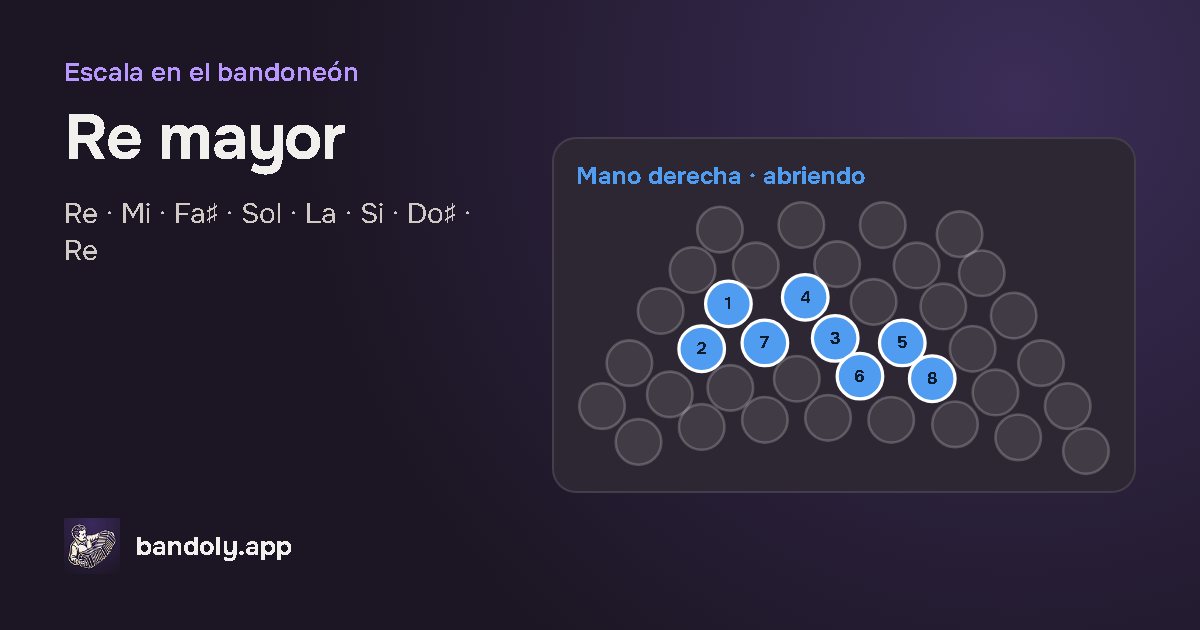 Escala en el bandoneón
Re mayor
Re · Mi · Fa♯ · Sol · La · Si · Do♯ ·
Re
Mano derecha · abriendo
1
4
2
7
3
5
6
8
bandoly.app